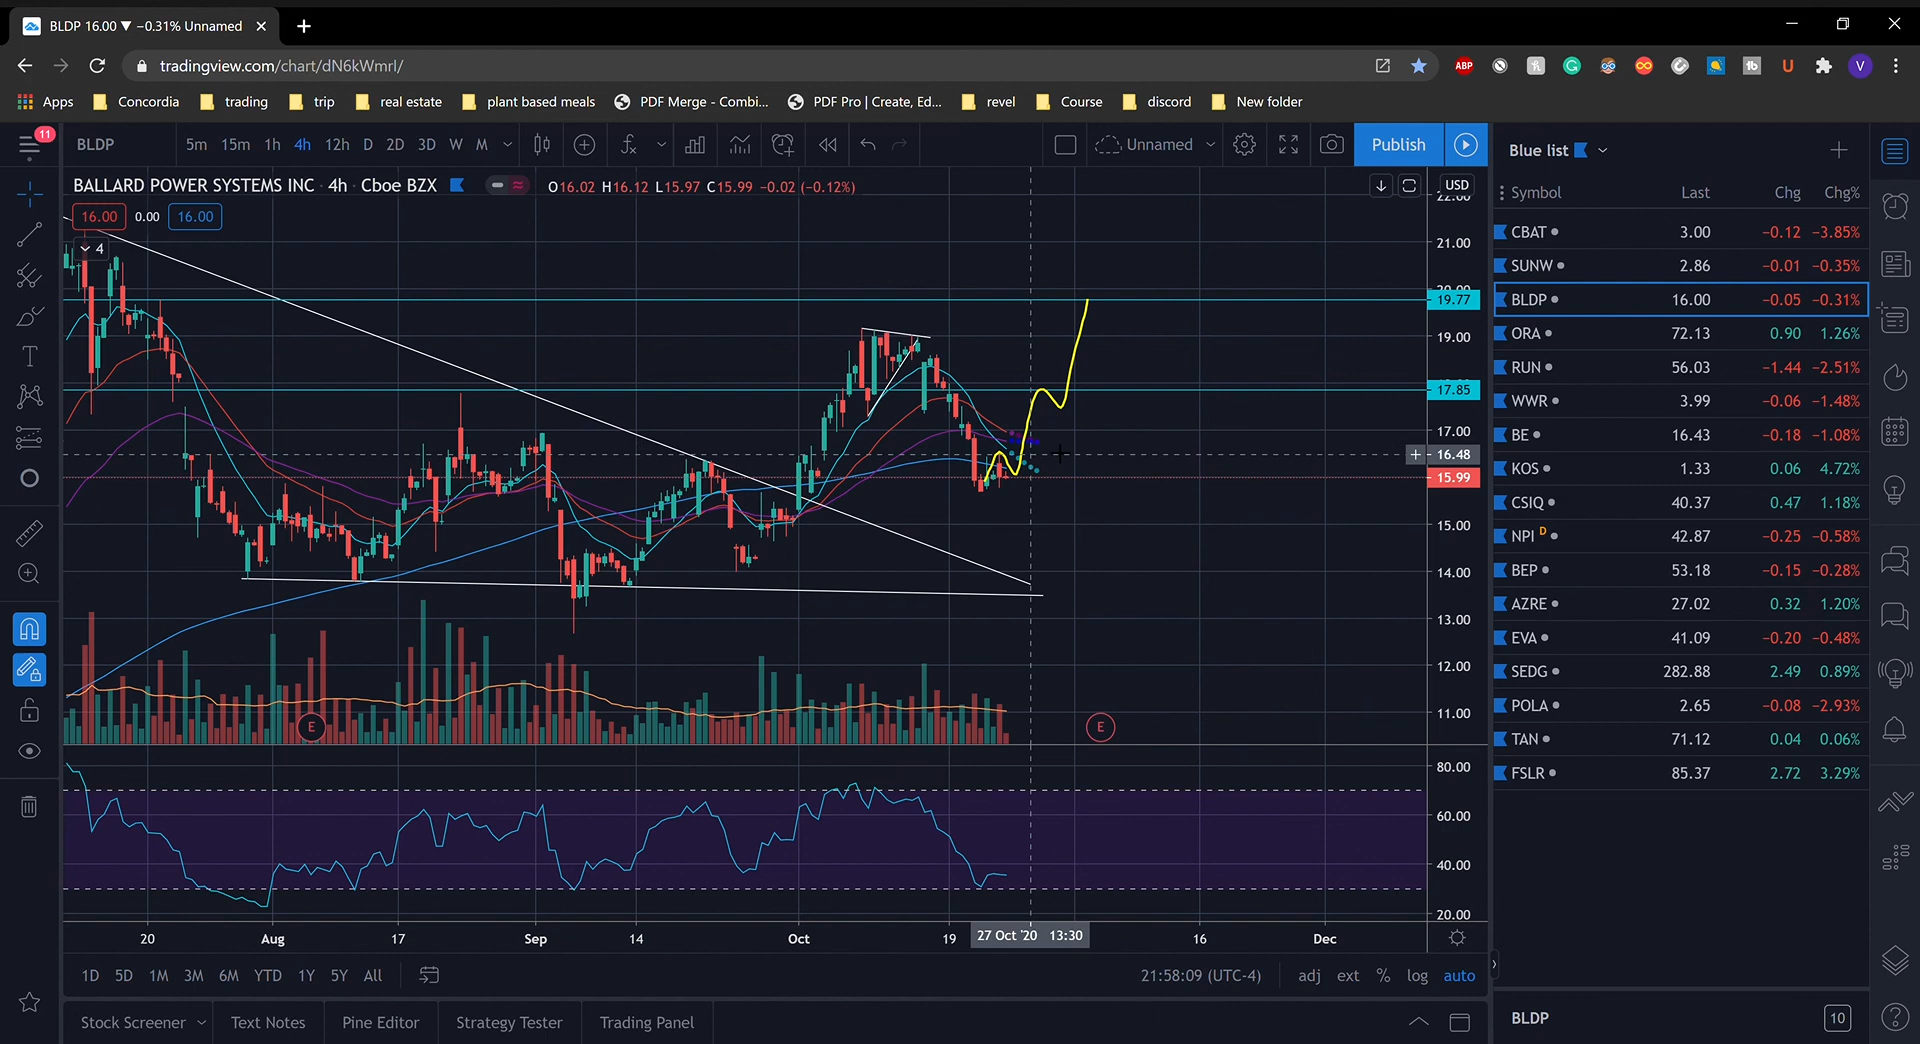 BLDP 16.00 ▼ −0.31% Unnamed
tradingview.com/chart/dN6kWmrI/
ABP
V
Apps Concordia trading trip real estate plant based meals PDF Merge - Combi... PDF Pro | Create, Ed... revel Course discord New folder
11
BLDP 5m 15m 1h 4h 12h D 2D 3D W M Unnamed Publish
Blue list
BALLARD POWER SYSTEMS INC · 4h · Cboe BZX O16.02 H16.12 L15.97 C15.99 −0.02 (−0.12%)
USD
16.00 0.00 16.00
4
22.00
21.00
20.00
19.77
19.00
17.85
17.00
16.48
15.99
15.00
14.00
13.00
12.00
11.00
E E
80.00
60.00
40.00
20.00
20 Aug 17 Sep 14 Oct 19 27 Oct '20 13:30 16 Dec
1D 5D 1M 3M 6M YTD 1Y 5Y All 21:58:09 (UTC-4) adj ext % log auto
Stock Screener Text Notes Pine Editor Strategy Tester Trading Panel
Symbol Last Chg Chg%
CBAT 3.00 −0.12 −3.85%
SUNW 2.86 −0.01 −0.35%
BLDP 16.00 −0.05 −0.31%
ORA 72.13 0.90 1.26%
RUN 56.03 −1.44 −2.51%
WWR 3.99 −0.06 −1.48%
BE 16.43 −0.18 −1.08%
KOS 1.33 0.06 4.72%
CSIQ 40.37 0.47 1.18%
NPI D 42.87 −0.25 −0.58%
BEP 53.18 −0.15 −0.28%
AZRE 27.02 0.32 1.20%
EVA 41.09 −0.20 −0.48%
SEDG 282.88 2.49 0.89%
POLA 2.65 −0.08 −2.93%
TAN 71.12 0.04 0.06%
FSLR 85.37 2.72 3.29%
BLDP 10